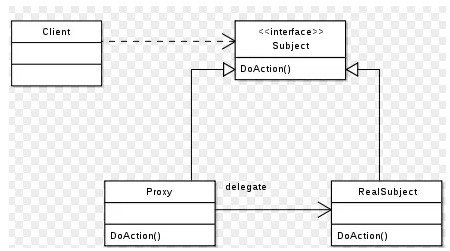 Client
<<interface>>
Subject
DoAction()
Proxy
delegate
RealSubject
DoAction()
DoAction()